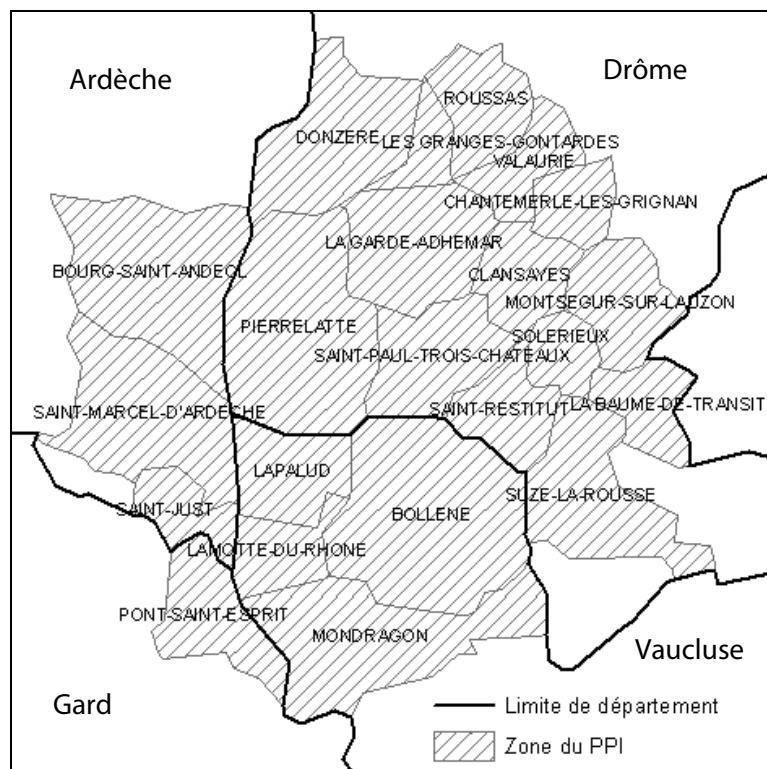 Ardèche
Drôme
ROUSSAS
DONZERE
LES GRANGES-GONTARDES
VALAURIE
CHANTEMERLE-LES-GRIGNAN
LA GARDE-ADHEMAR
BOURG-SAINT-ANDEOL
CLANSAYES
MONTSEGUR-SUR-LAUZON
PIERRELATTE
SOLERIEUX
SAINT-PAUL-TROIS-CHATEAUX
SAINT-MARCEL-D'ARDECHE
SAINT-RESTITUT
LA BAUME-DE-TRANSIT
LAPALUD
SUZE-LA-ROUSSE
SAINT-JUST
BOLLENE
LAMOTTE-DU-RHONE
PONT-SAINT-ESPRIT
MONDRAGON
Vaucluse
Gard
Limite de département
Zone du PPI